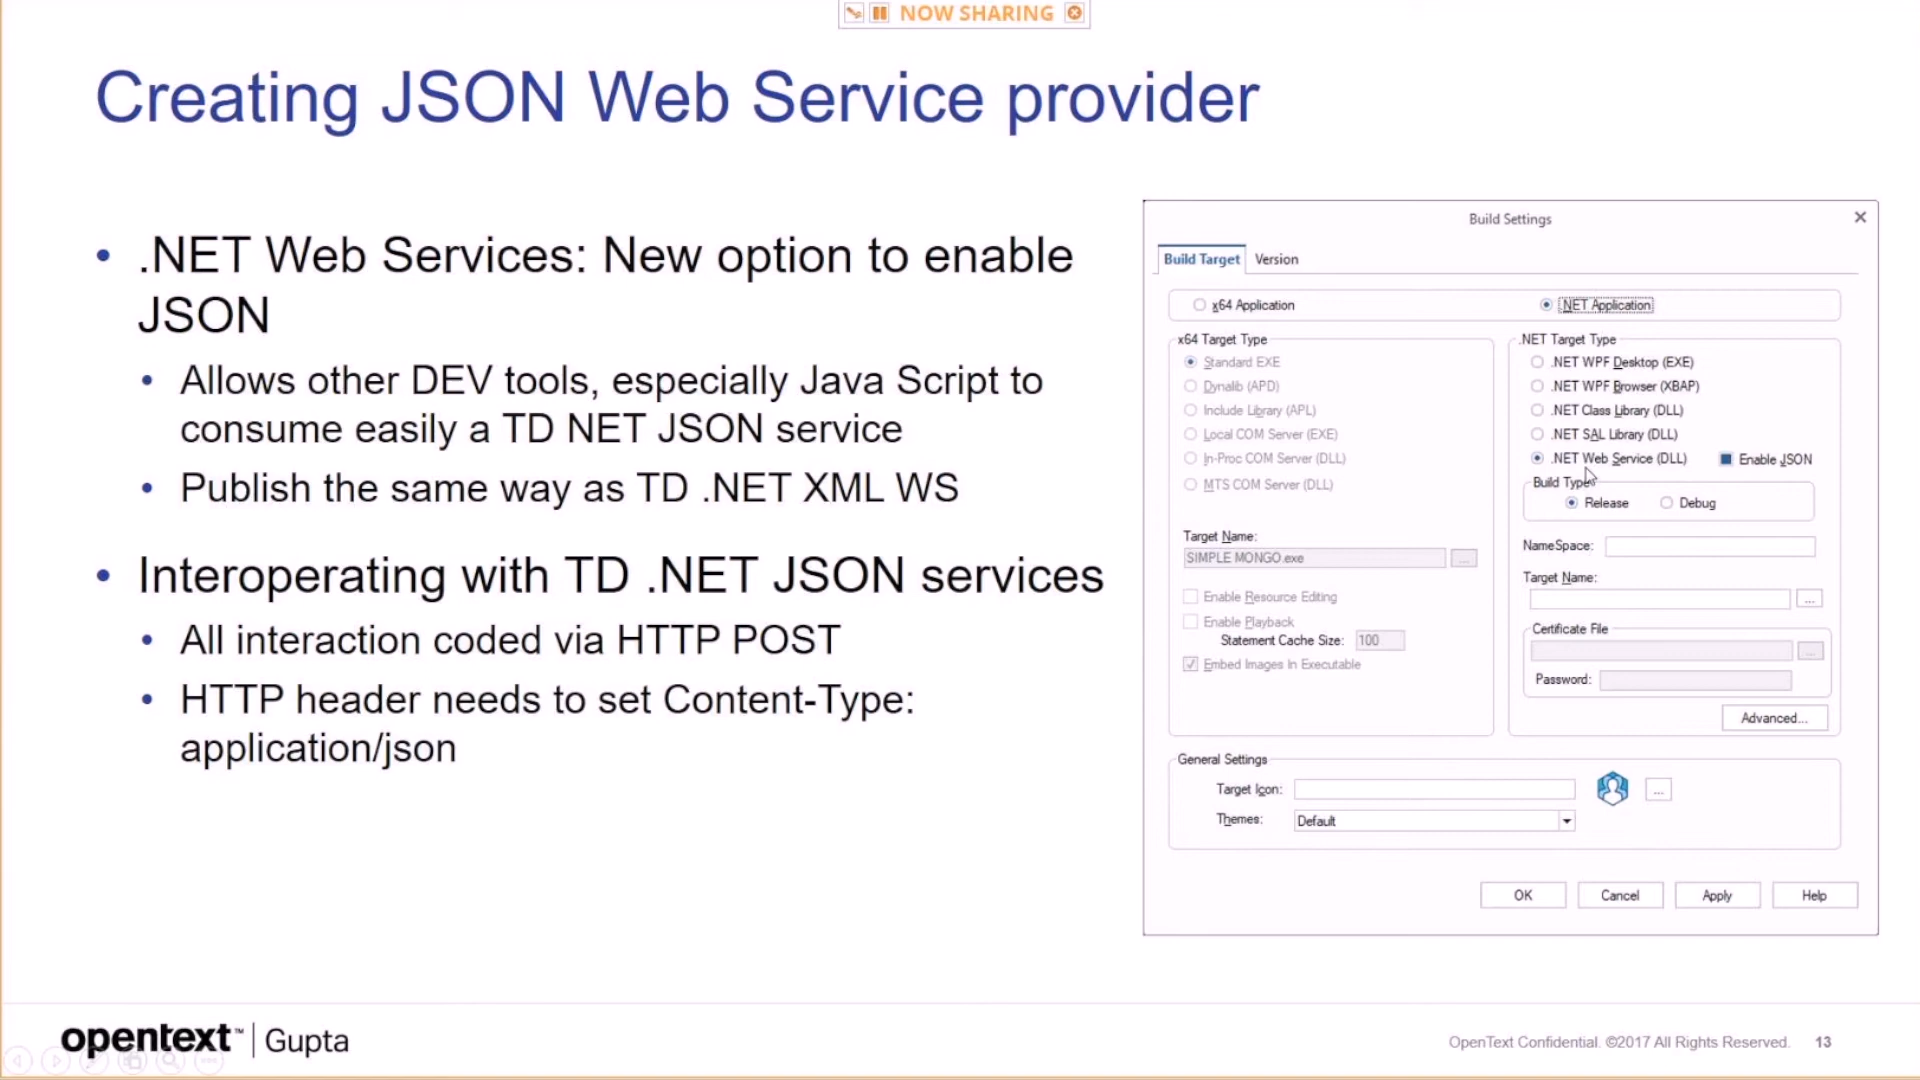 NOW SHARING
Creating JSON Web Service provider
• .NET Web Services: New option to enable
JSON
• Allows other DEV tools, especially Java Script to
consume easily a TD NET JSON service
• Publish the same way as TD .NET XML WS
• Interoperating with TD .NET JSON services
• All interaction coded via HTTP POST
• HTTP header needs to set Content-Type:
application/json
Build Settings
Build Target
Version
x64 Application
.NET Application
x64 Target Type
Standard EXE
Dynalib (APD)
Include Library (APL)
Local COM Server (EXE)
In-Proc COM Server (DLL)
MTS COM Server (DLL)
Target Name:
SIMPLE MONGO.exe
...
Enable Resource Editing
Enable Playback
Statement Cache Size: 100
Embed Images In Executable
.NET Target Type
.NET WPF Desktop (EXE)
.NET WPF Browser (XBAP)
.NET Class Library (DLL)
.NET SAL Library (DLL)
.NET Web Service (DLL) Enable JSON
Build Type
Release Debug
NameSpace:
Target Name:
...
Certificate File
...
Password:
Advanced...
General Settings
Target Icon:
...
Themes: Default
OK Cancel Apply Help
opentext™ | Gupta
OpenText Confidential. ©2017 All Rights Reserved. 13